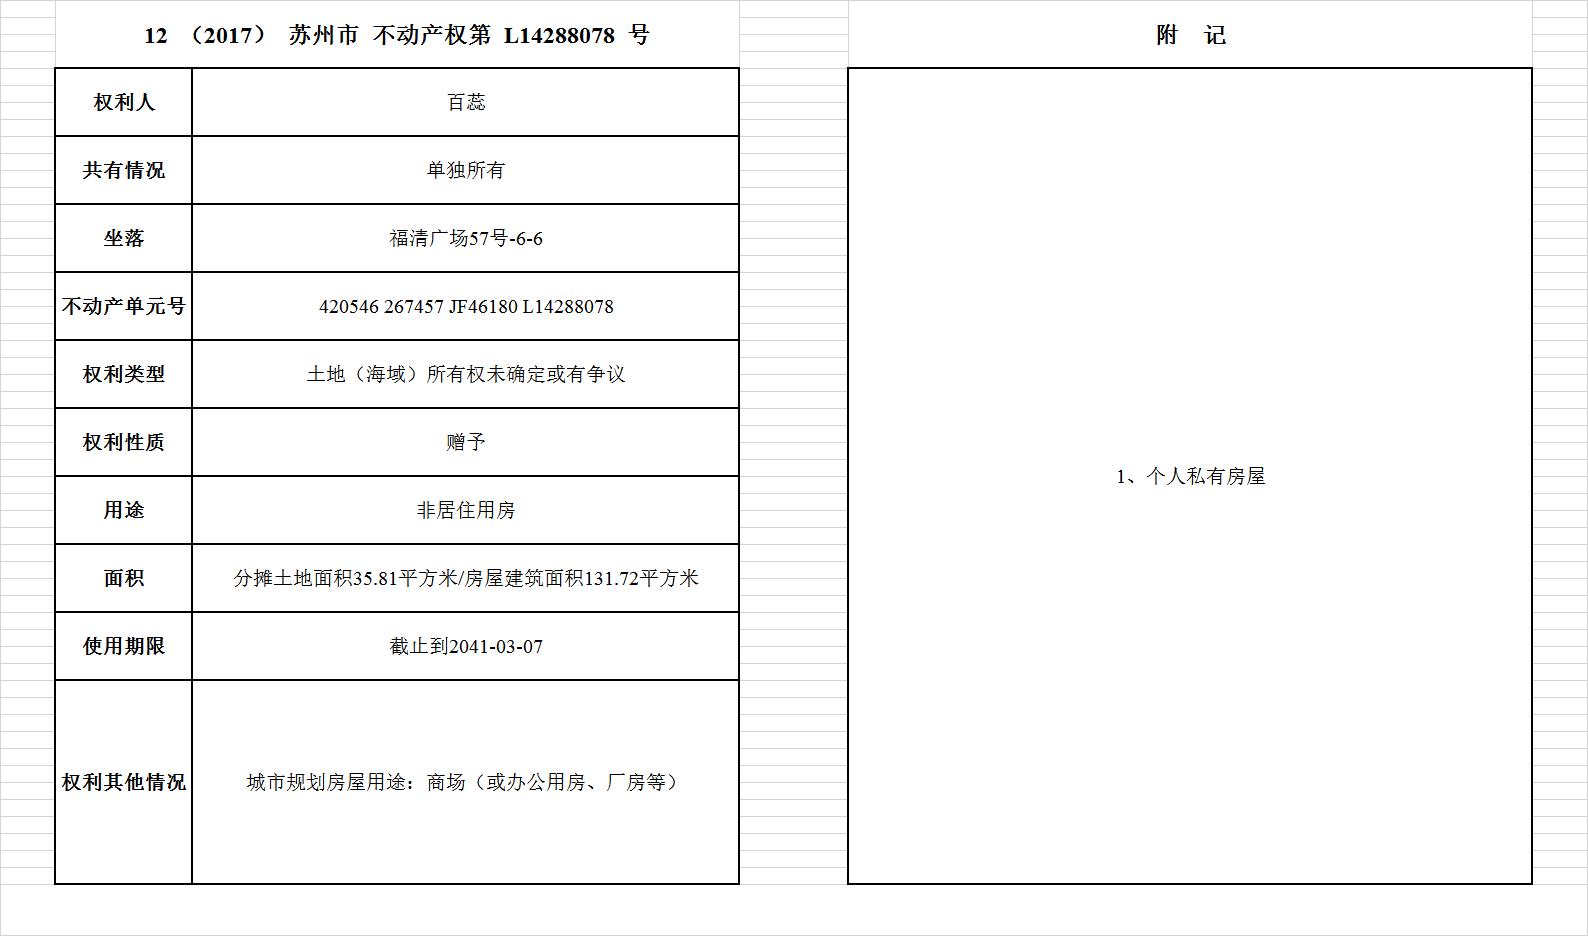 12 （2017） 苏州市 不动产权第 L14288078 号
权利人 百蕊
共有情况 单独所有
坐落 福清广场57号-6-6
不动产单元号 420546 267457 JF46180 L14288078
权利类型 土地（海域）所有权未确定或有争议
权利性质 赠予
用途 非居住用房
面积 分摊土地面积35.81平方米/房屋建筑面积131.72平方米
使用期限 截止到2041-03-07
权利其他情况 城市规划房屋用途：商场（或办公用房、厂房等）
附 记
1、个人私有房屋